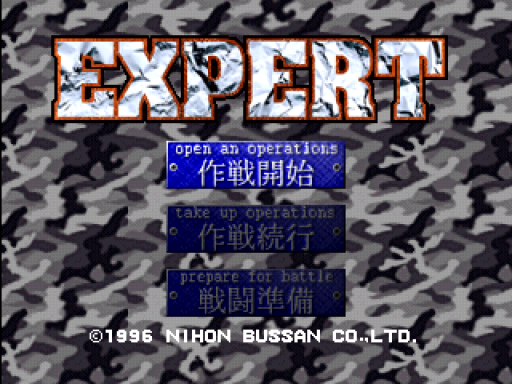 EXPERT
open an operations
作戦開始
take up operations
作戦続行
prepare for battle
戦闘準備
©1996 NIHON BUSSAN CO.,LTD.